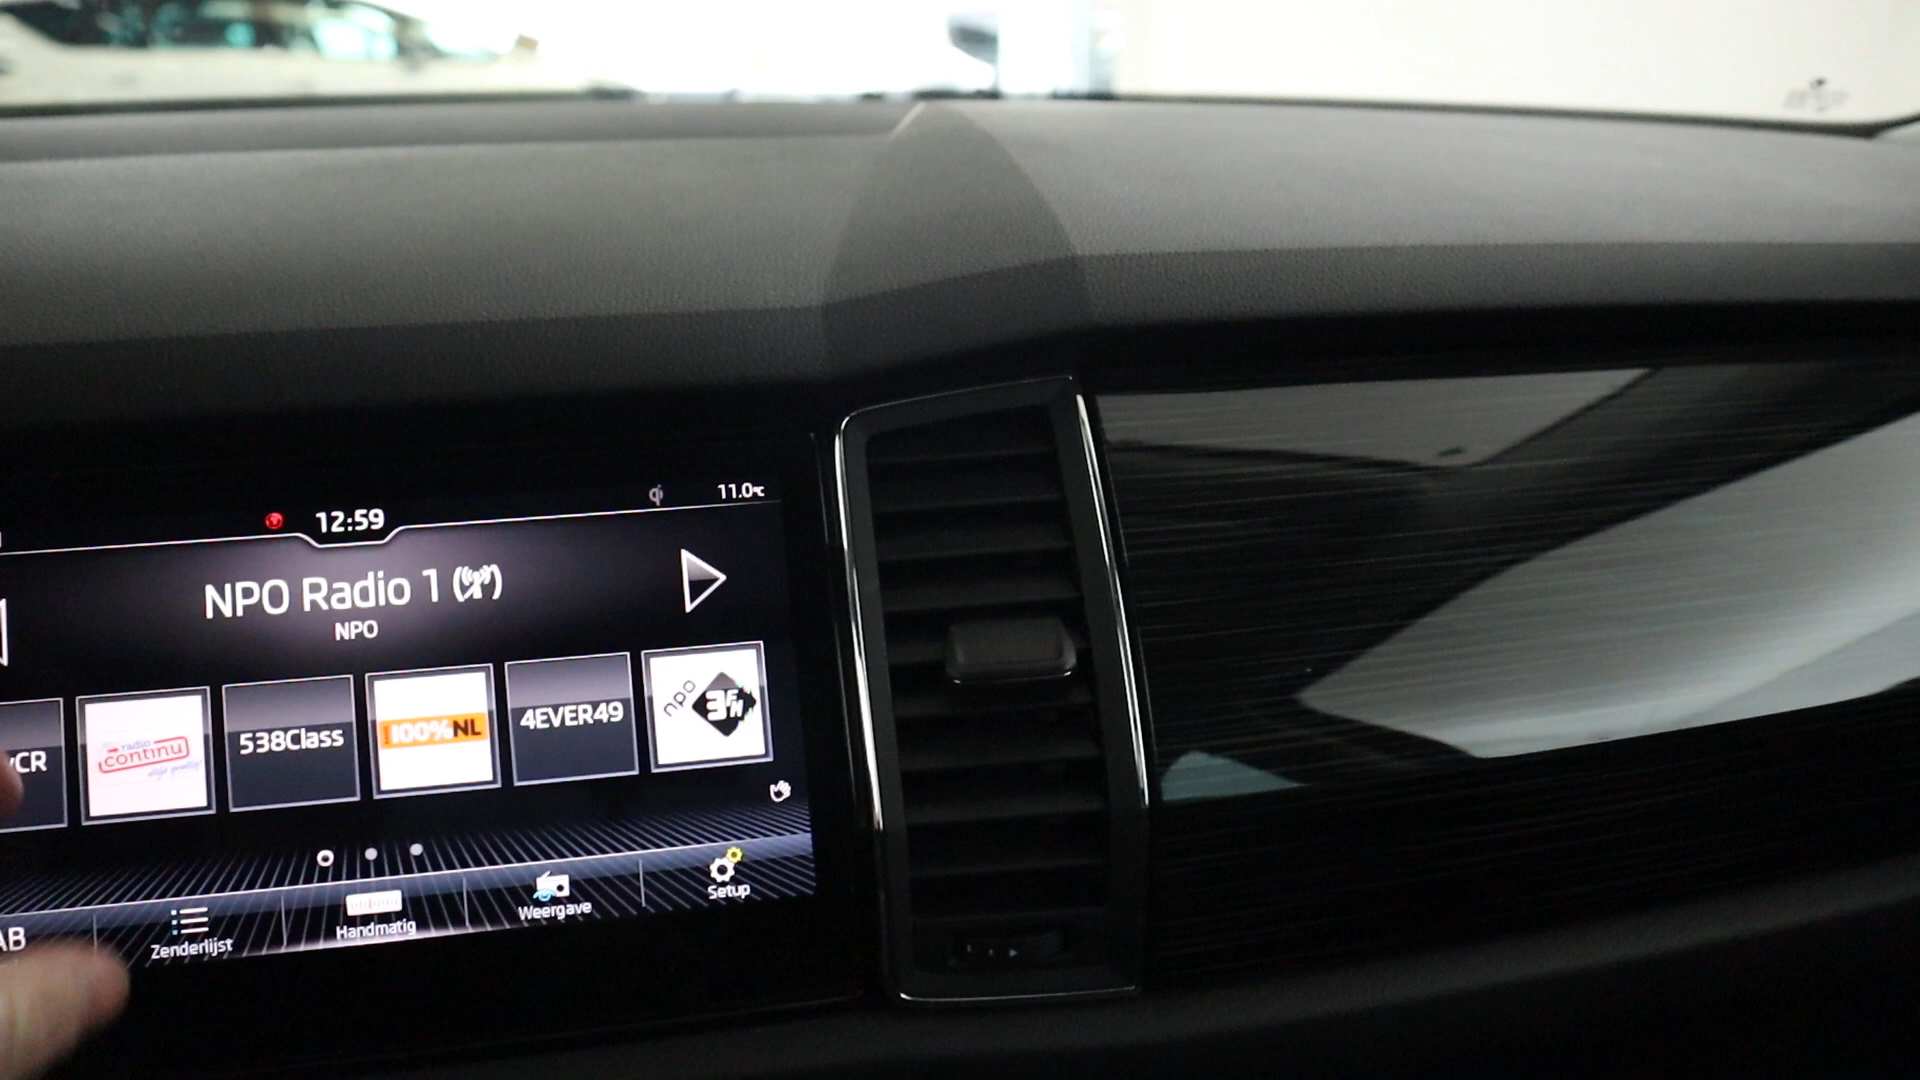 12:59
11.0°C
NPO Radio 1
NPO
CR
radio
continu
538Class
100%NL
4EVER49
npo
3FM
AB
Zenderlijst
Handmatig
Weergave
Setup